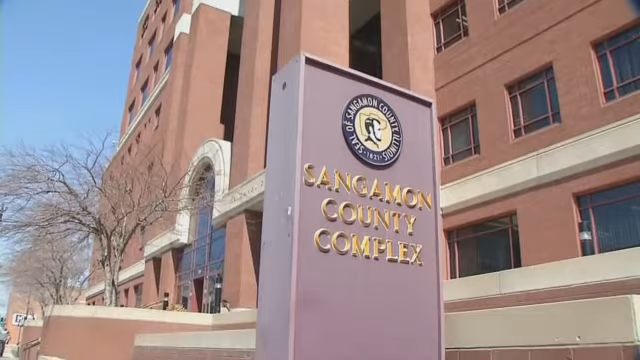 SEAL OF SANGAMON COUNTY ILLINOIS
· 1821 ·
SANGAMON
COUNTY
COMPLEX